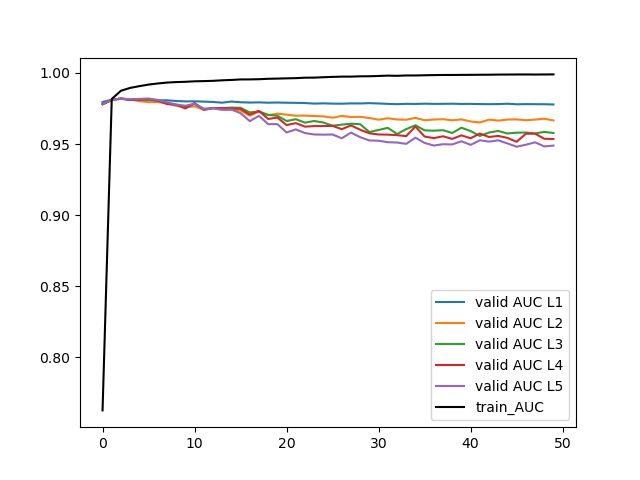 1.00
0.95
0.90
0.85
0.80
0 10 20 30 40 50
valid AUC L1
valid AUC L2
valid AUC L3
valid AUC L4
valid AUC L5
train_AUC